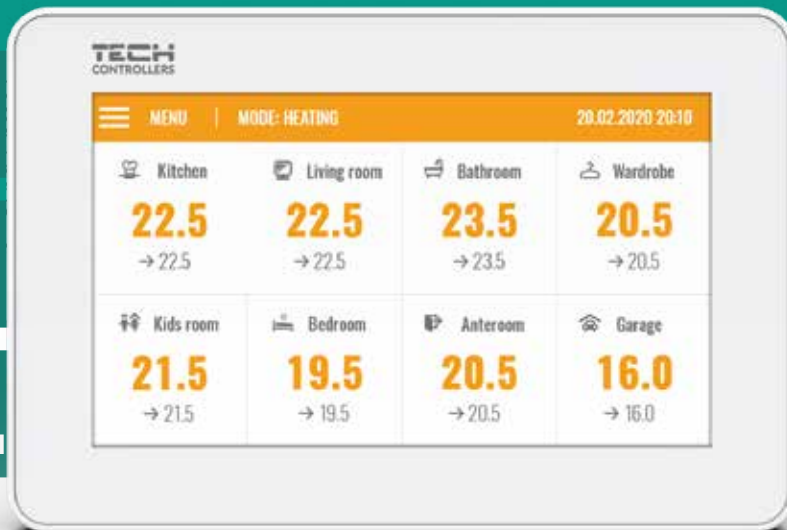 TECH
CONTROLLERS
MENU | MODE: HEATING 20.02.2020 20:10
Kitchen Living room Bathroom Wardrobe
22.5 22.5 23.5 20.5
→ 22.5 → 22.5 → 23.5 → 20.5
Kids room Bedroom Anteroom Garage
21.5 19.5 20.5 16.0
→ 21.5 → 19.5 → 20.5 → 16.0